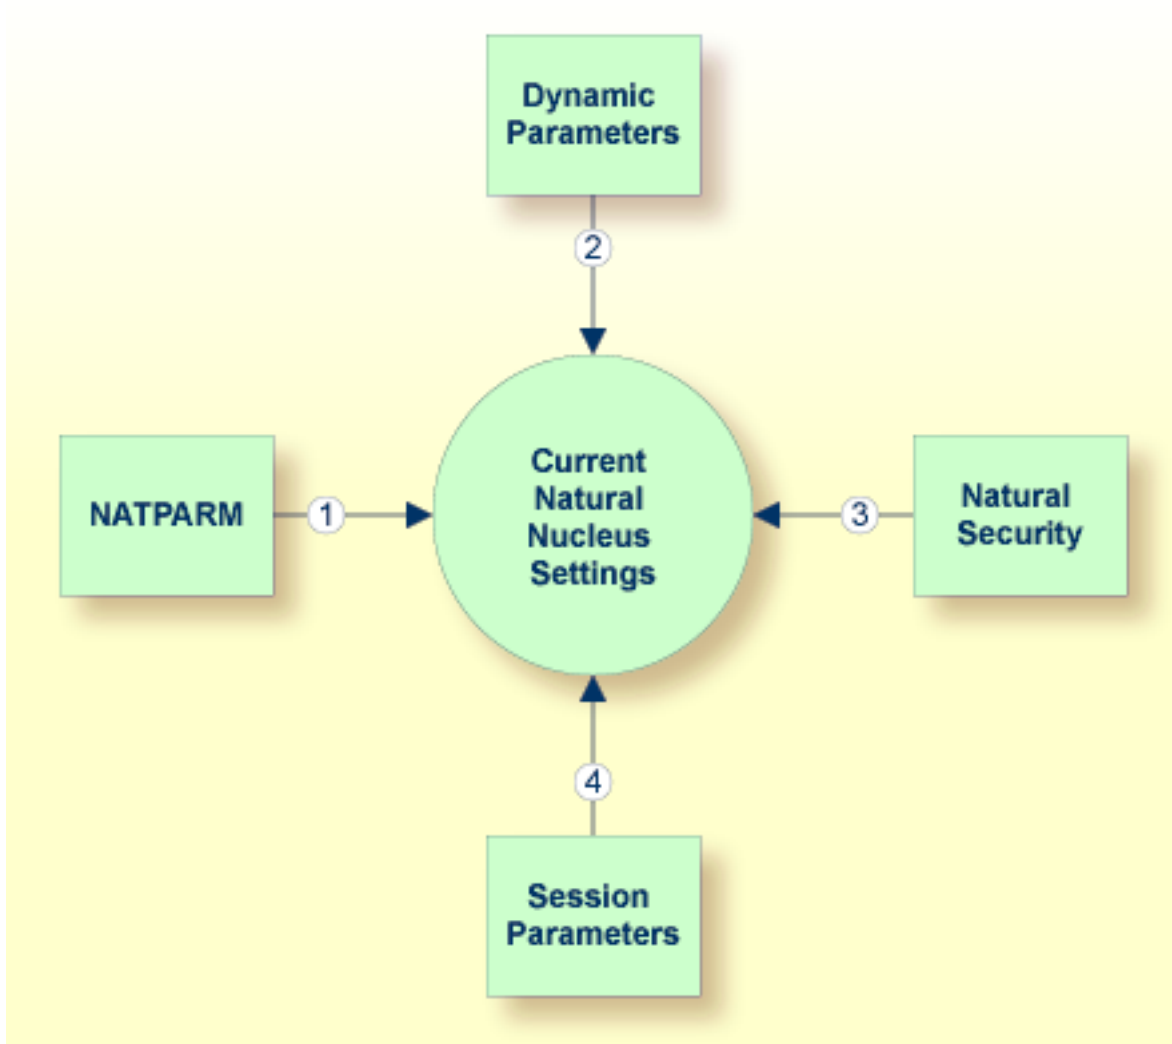 Dynamic
Parameters
2
Current
Natural
Nucleus
Settings
NATPARM
1
3
Natural
Security
4
Session
Parameters